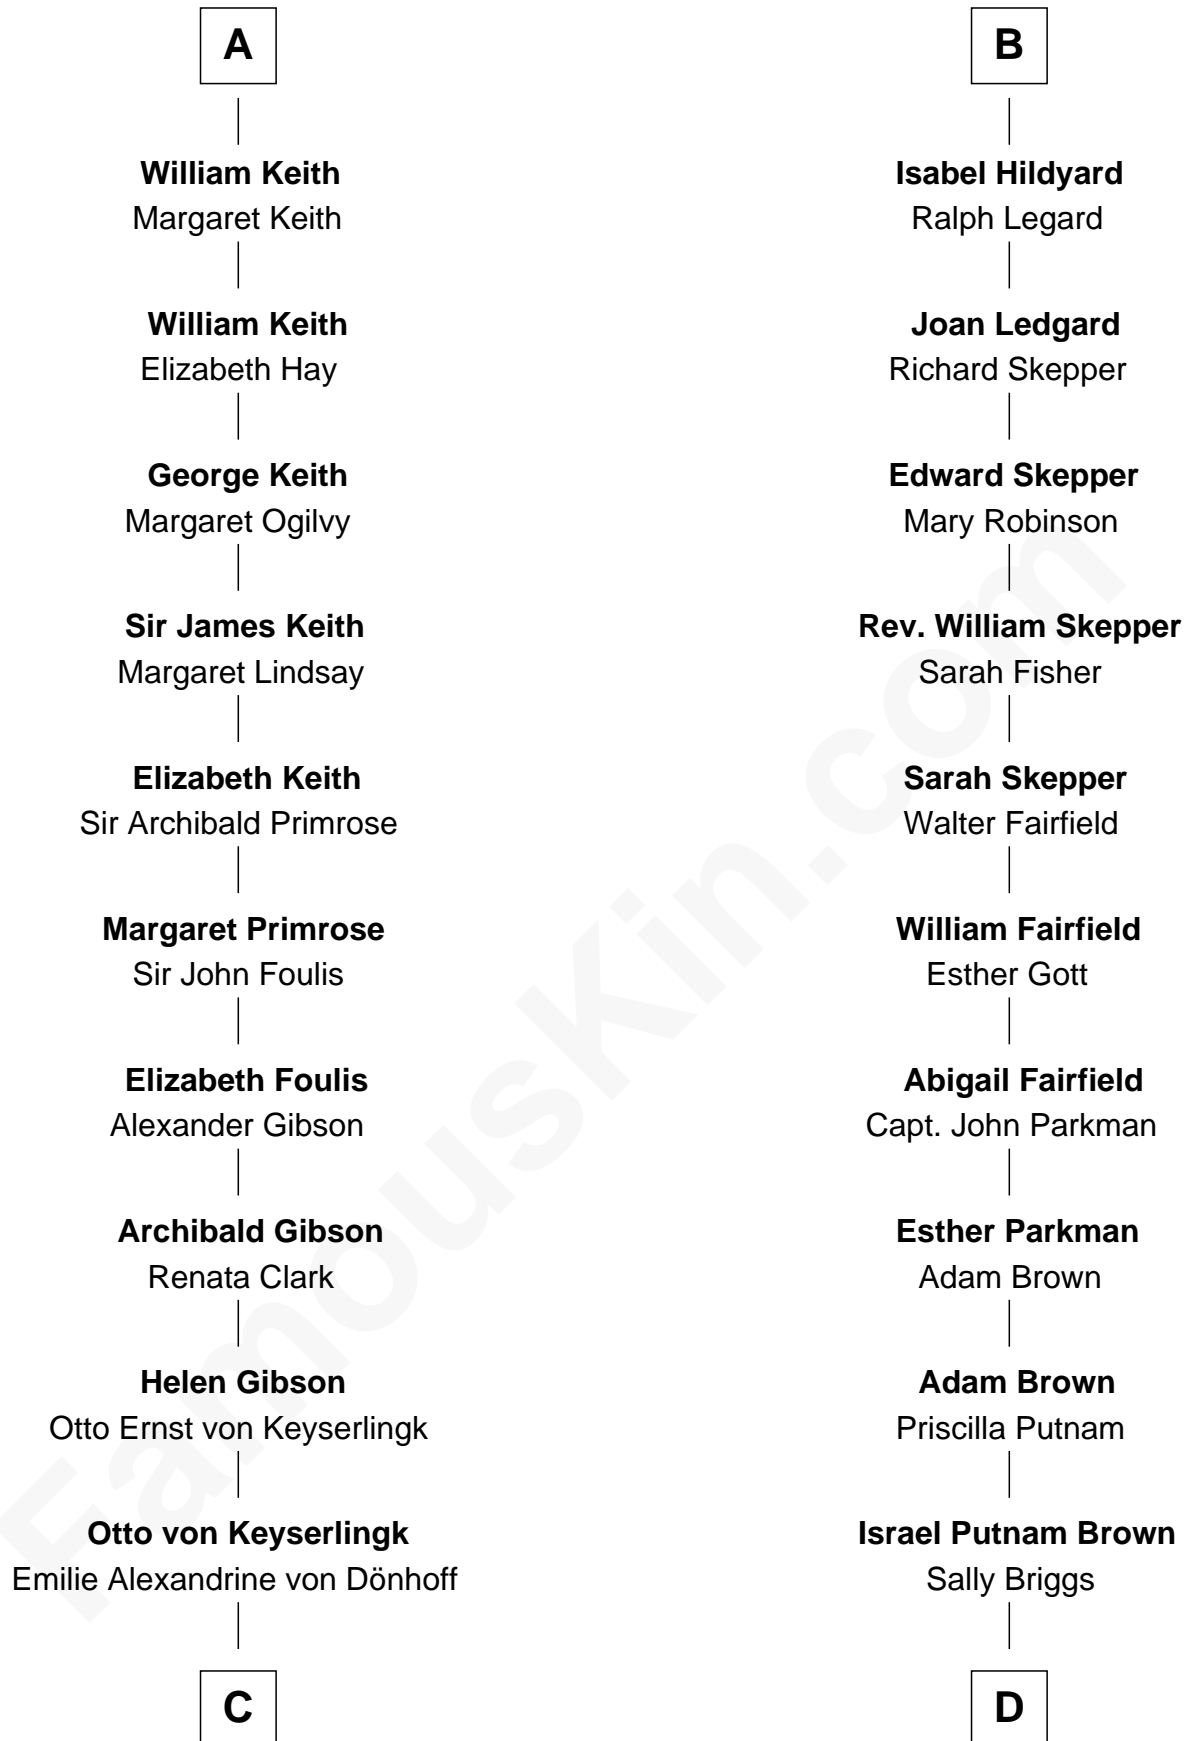 A
William Keith
Margaret Keith
William Keith
Elizabeth Hay
George Keith
Margaret Ogilvy
Sir James Keith
Margaret Lindsay
Elizabeth Keith
Sir Archibald Primrose
Margaret Primrose
Sir John Foulis
Elizabeth Foulis
Alexander Gibson
Archibald Gibson
Renata Clark
Helen Gibson
Otto Ernst von Keyserlingk
Otto von Keyserlingk
Emilie Alexandrine von Dönhoff
C
B
Isabel Hildyard
Ralph Legard
Joan Ledgard
Richard Skepper
Edward Skepper
Mary Robinson
Rev. William Skepper
Sarah Fisher
Sarah Skepper
Walter Fairfield
William Fairfield
Esther Gott
Abigail Fairfield
Capt. John Parkman
Esther Parkman
Adam Brown
Adam Brown
Priscilla Putnam
Israel Putnam Brown
Sally Briggs
D
FamousKin.com